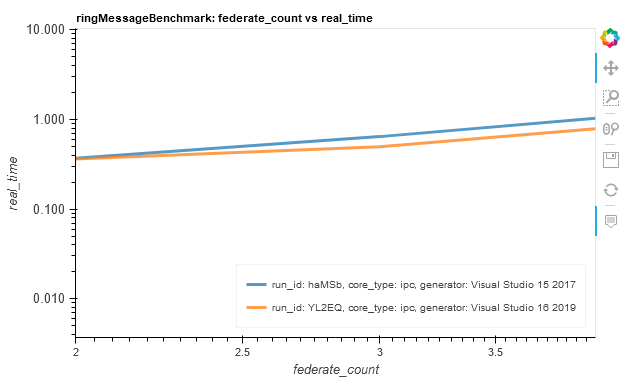 ringMessageBenchmark: federate_count vs real_time
10.000
1.000
0.100
0.010
real_time
run_id: haMSb, core_type: ipc, generator: Visual Studio 15 2017
run_id: YL2EQ, core_type: ipc, generator: Visual Studio 16 2019
2
2.5
3
3.5
federate_count